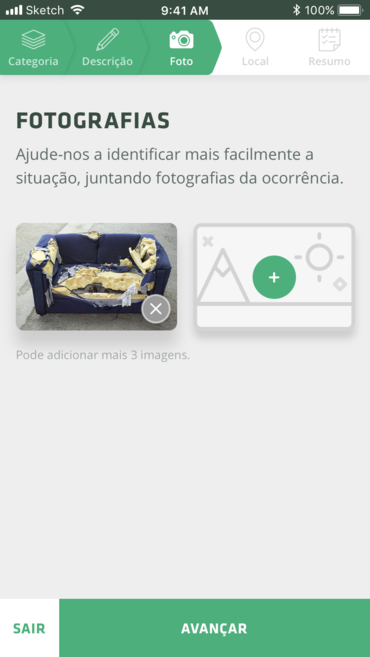 Sketch 9:41 AM 100%
Categoria Descrição Foto Local Resumo
FOTOGRAFIAS
Ajude-nos a identificar mais facilmente a
situação, juntando fotografias da ocorrência.
Pode adicionar mais 3 imagens.
SAIR AVANÇAR